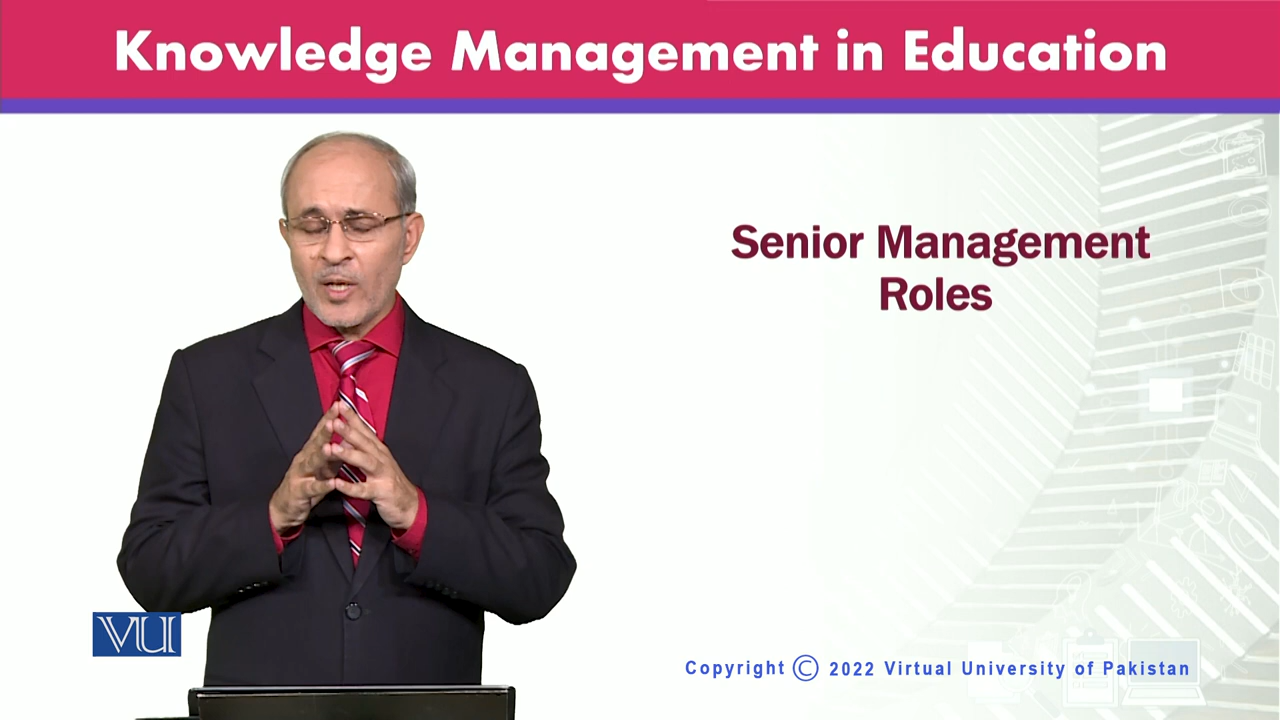 Knowledge Management in Education
Senior Management
Roles
VU
Copyright © 2022 Virtual University of Pakistan